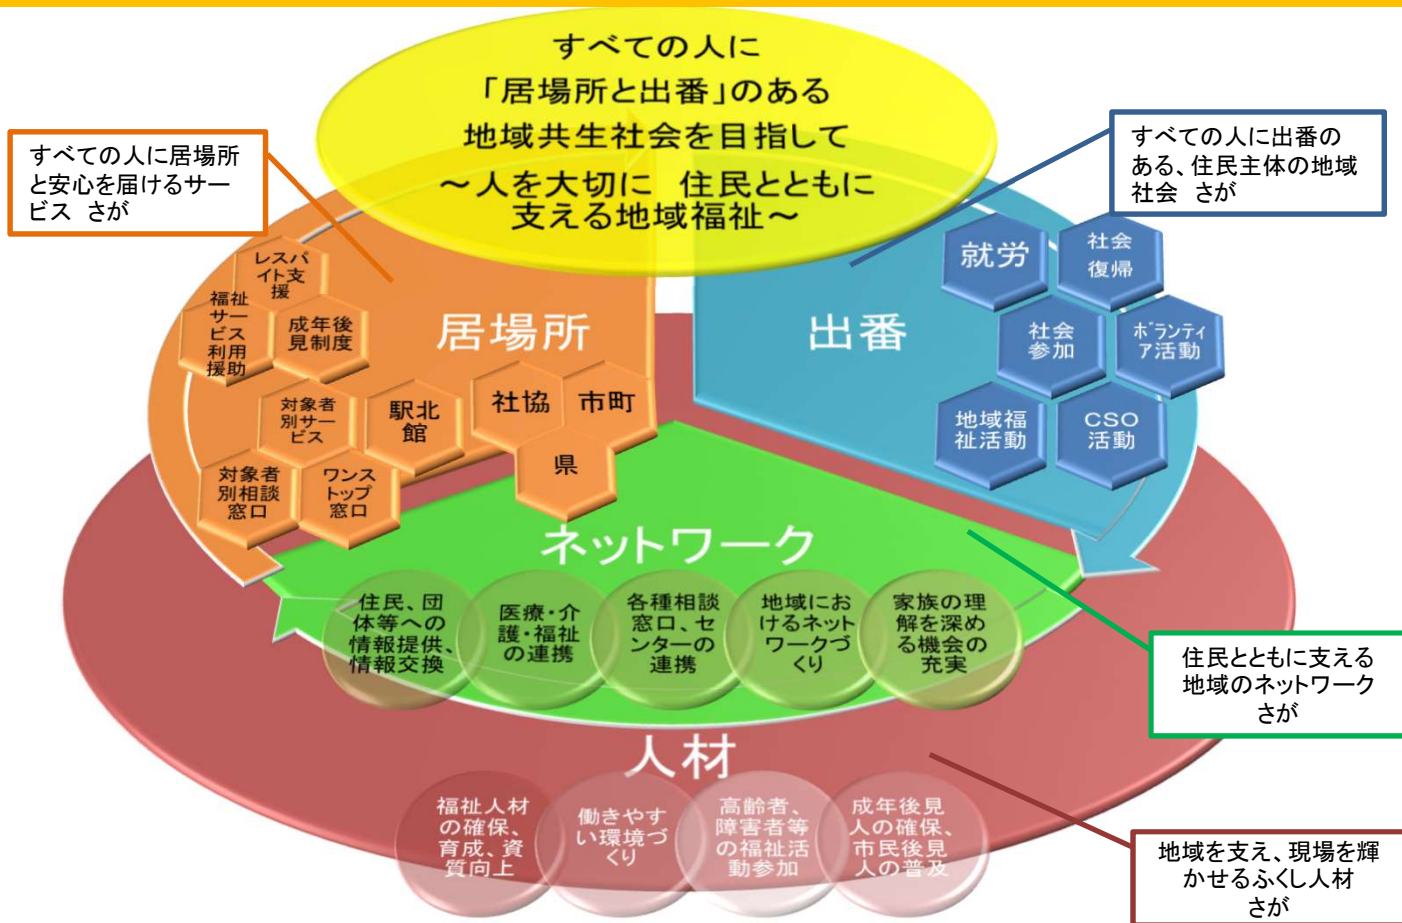 すべての人に
「居場所と出番」のある
地域共生社会を目指して
～人を大切に　住民とともに
支える地域福祉～
すべての人に居場所
と安心を届けるサー
ビス　さが
すべての人に出番の
ある、住民主体の地域
社会　さが
居場所
レスパ
イト支
援
福祉
サー
ビス
利用
援助
成年後
見制度
対象者
別サー
ビス
駅北
館
社協
市町
県
対象者
別相談
窓口
ワンス
トップ
窓口
出番
就労
社会
復帰
社会
参加
ボランティ
ア活動
地域福
祉活動
CSO
活動
ネットワーク
住民、団
体等への
情報提供、
情報交換
医療・介
護・福祉
の連携
各種相談
窓口、セ
ンターの
連携
地域にお
けるネット
ワークづ
くり
家族の理
解を深め
る機会の
充実
住民とともに支える
地域のネットワーク
さが
人材
福祉人材
の確保、
育成、資
質向上
働きやす
い環境づ
くり
高齢者、
障害者等
の福祉活
動参加
成年後見
人の確保、
市民後見
人の普及
地域を支え、現場を輝
かせるふくし人材
さが